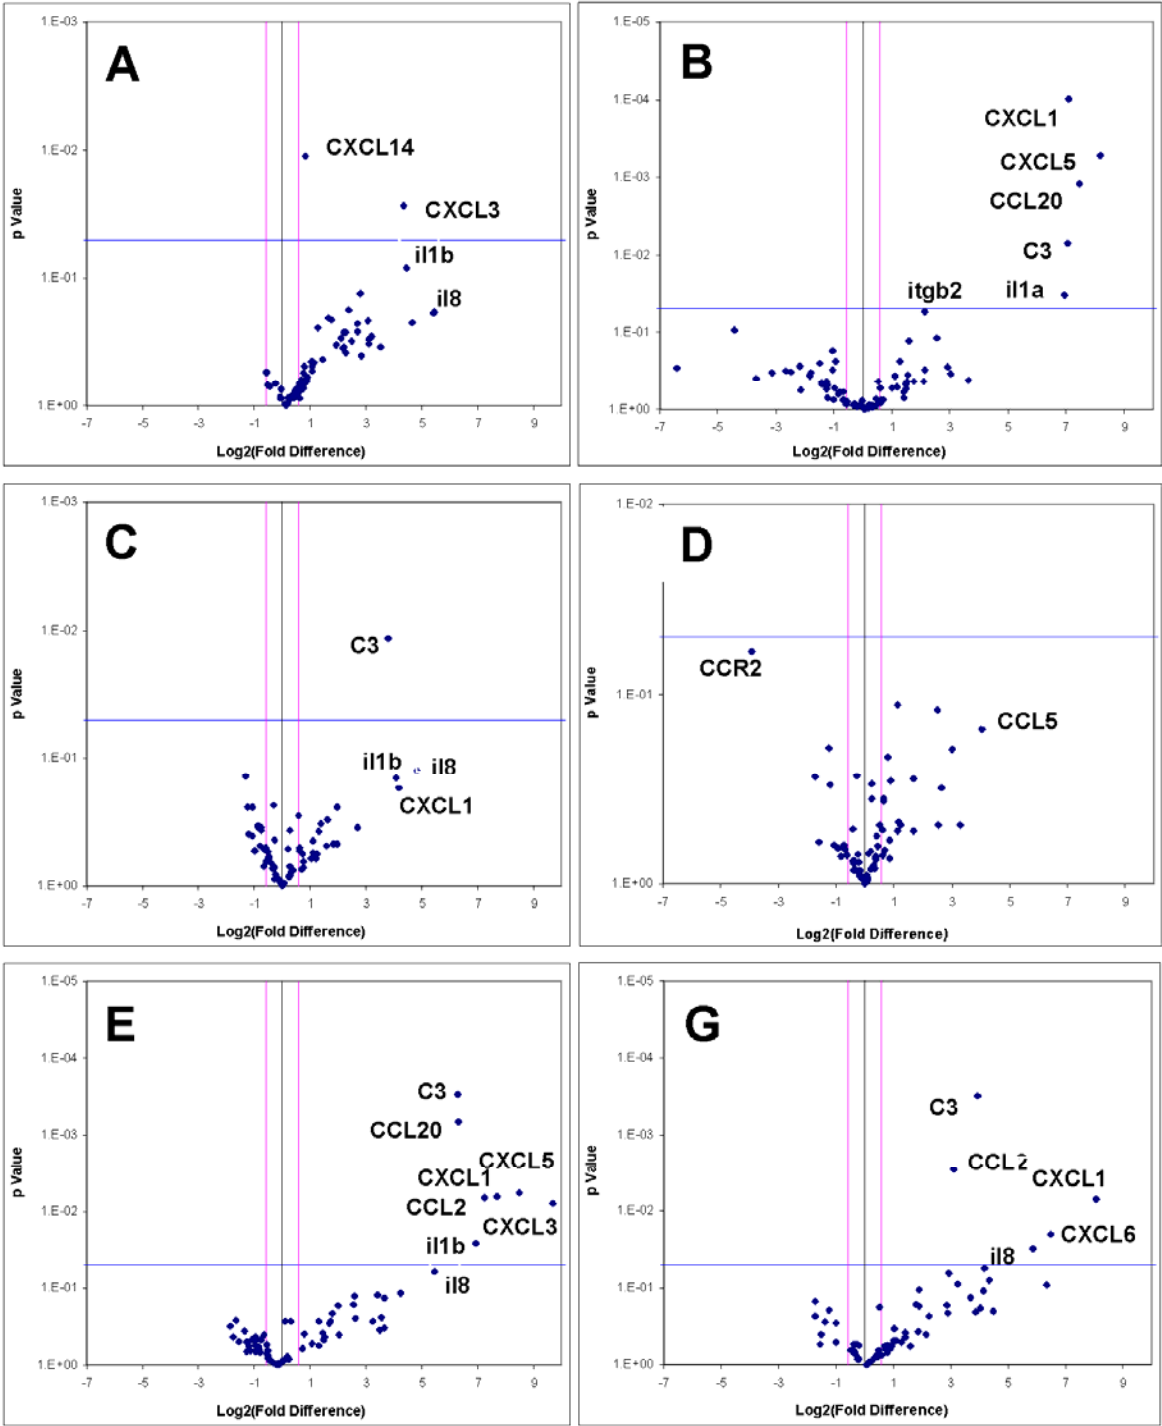 A
1.E-03
1.E-02
1.E-01
1.E+00
p Value
CXCL14
CXCL3
il1b
il8
-7 -5 -3 -1 1 3 5 7 9
Log2(Fold Difference)
B
1.E-05
1.E-04
1.E-03
1.E-02
1.E-01
1.E+00
p Value
CXCL1
CXCL5
CCL20
C3
itgb2
il1a
-7 -5 -3 -1 1 3 5 7 9
Log2(Fold Difference)
C
1.E-03
1.E-02
1.E-01
1.E+00
p Value
C3
il1b
il8
CXCL1
-7 -5 -3 -1 1 3 5 7 9
Log2(Fold Difference)
D
1.E-02
1.E-01
1.E+00
p Value
CCR2
CCL5
-7 -5 -3 -1 1 3 5 7 9
Log2(Fold Difference)
E
1.E-05
1.E-04
1.E-03
1.E-02
1.E-01
1.E+00
p Value
C3
CCL20
CXCL5
CXCL1
CCL2
CXCL3
il1b
il8
-7 -5 -3 -1 1 3 5 7 9
Log2(Fold Difference)
G
1.E-05
1.E-04
1.E-03
1.E-02
1.E-01
1.E+00
p Value
C3
CCL2
CXCL1
CXCL6
il8
-7 -5 -3 -1 1 3 5 7 9
Log2(Fold Difference)